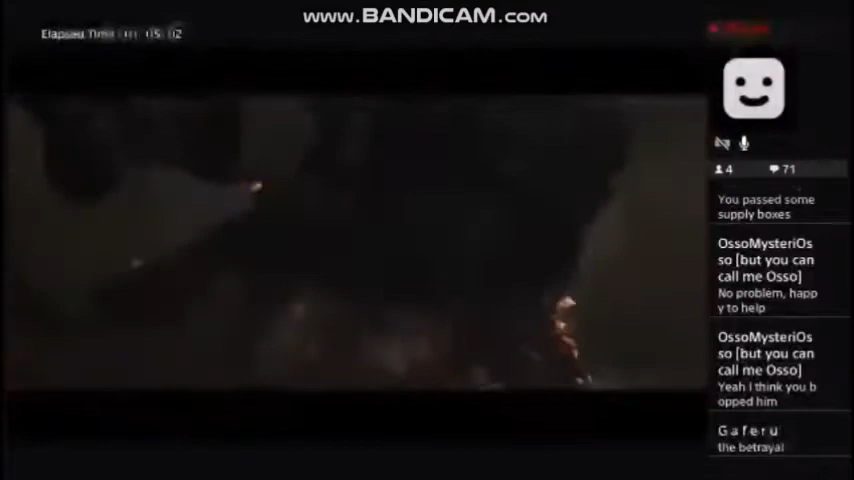 www.BANDICAM.com
Elapsed Time
4
71
You passed some
supply boxes
OssoMysteriOs
so [but you can
call me Osso]
No problem, happ
y to help
OssoMysteriOs
so [but you can
call me Osso]
Yeah I think you b
opped him
Gaferu
the betrayal